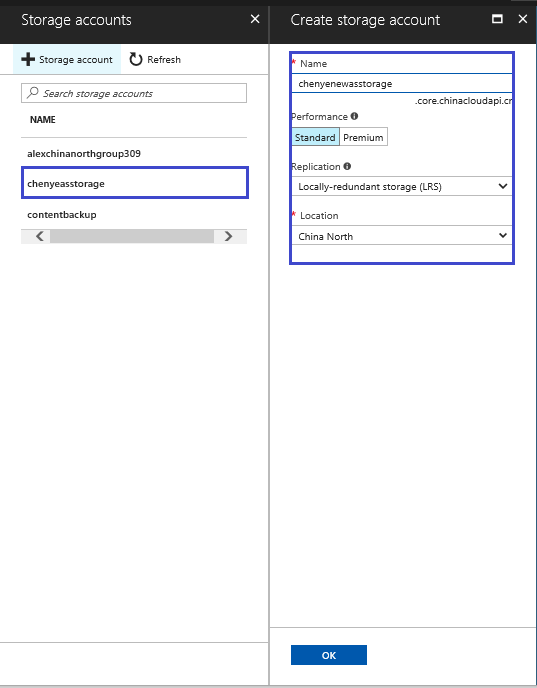 Storage accounts
Storage account
Refresh
Search storage accounts
NAME
alexchinanorthgroup309
chenyeasstorage
contentbackup
Create storage account
* Name
chenyenewasstorage
.core.chinacloudapi.cn
Performance
Standard
Premium
Replication
Locally-redundant storage (LRS)
* Location
China North
OK